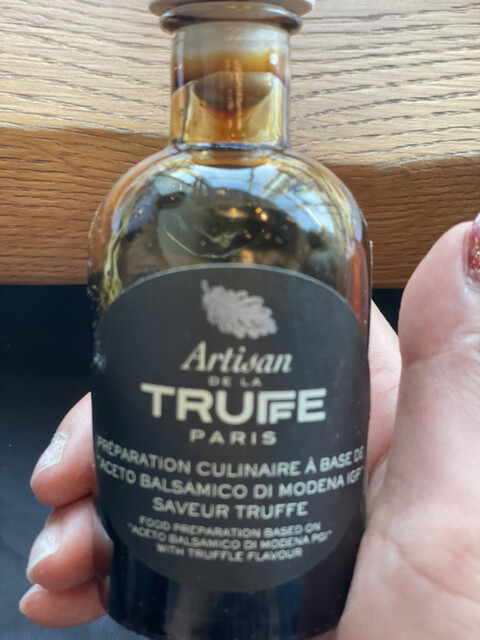 Artisan
DE LA
TRUFFE
PARIS
PRÉPARATION CULINAIRE À BASE DE
"ACETO BALSAMICO DI MODENA IGP"
SAVEUR TRUFFE
FOOD PREPARATION BASED ON
"ACETO BALSAMICO DI MODENA PGI"
WITH TRUFFLE FLAVOUR